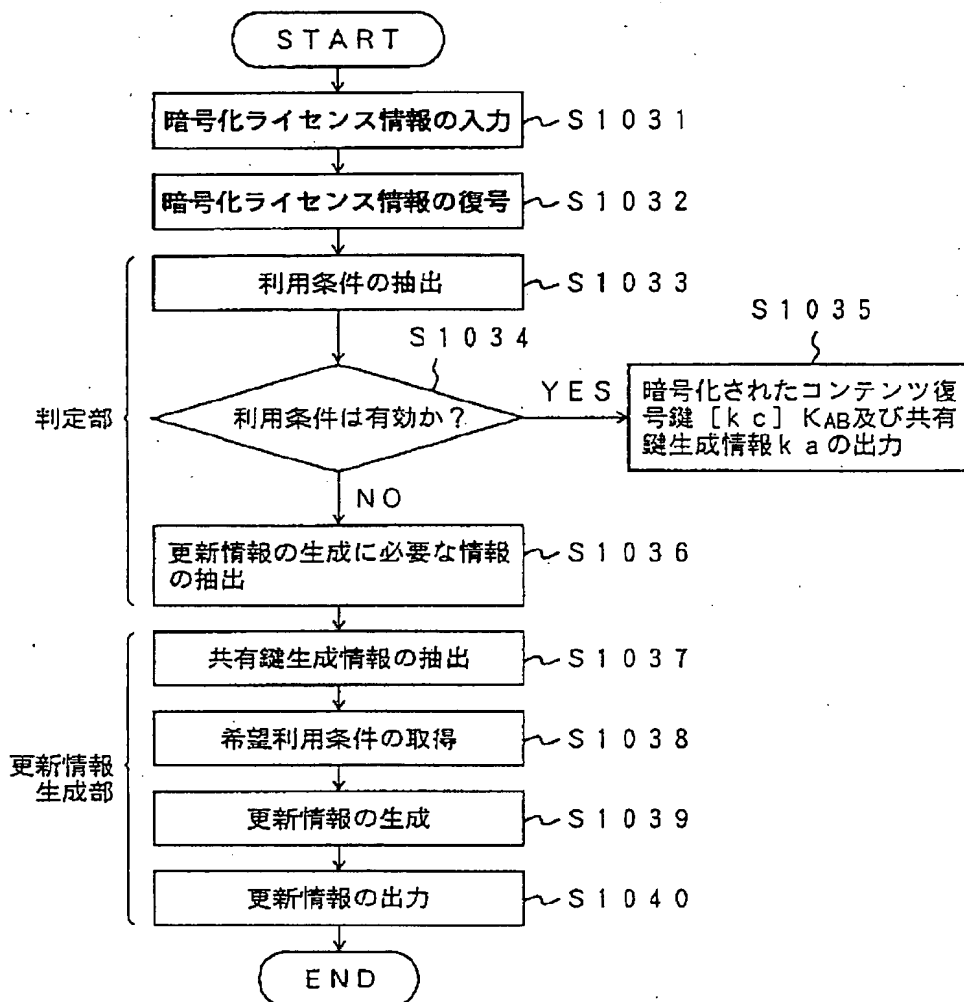 START
暗号化ライセンス情報の入力 S1031
暗号化ライセンス情報の復号 S1032
利用条件の抽出 S1033
S1034
S1035
判定部
利用条件は有効か？
YES
暗号化されたコンテンツ復
号鍵［kc］KAB及び共有
鍵生成情報kaの出力
NO
更新情報の生成に必要な情報
の抽出
S1036
共有鍵生成情報の抽出 S1037
希望利用条件の取得 S1038
更新情報
生成部
更新情報の生成 S1039
更新情報の出力 S1040
END